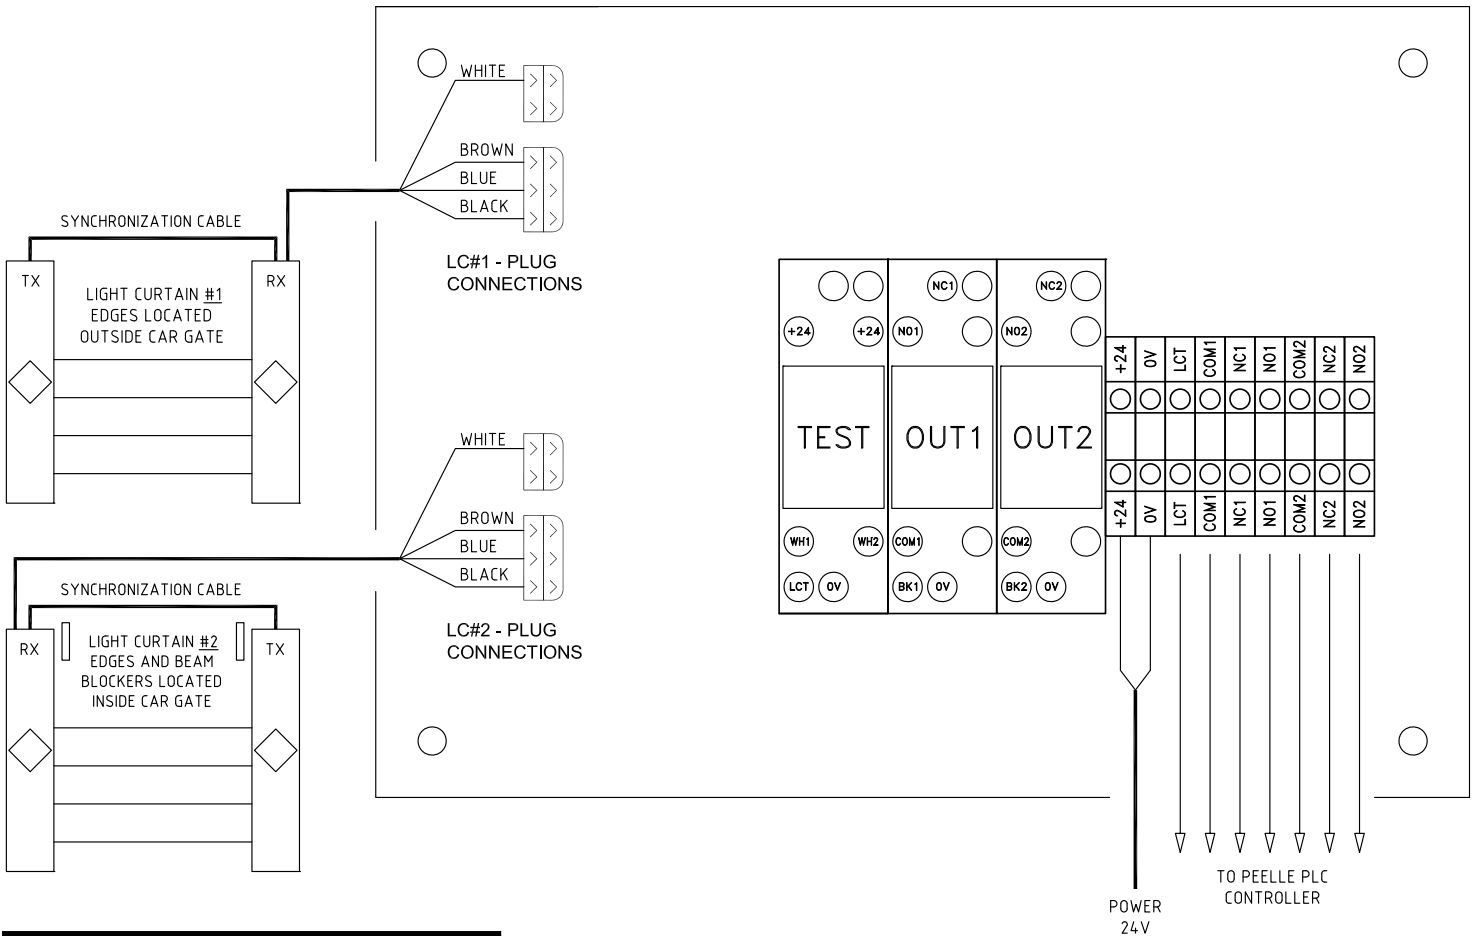 WHITE
BROWN
BLUE
BLACK
LC#1 - PLUG
CONNECTIONS
SYNCHRONIZATION CABLE
TX
RX
LIGHT CURTAIN #1
EDGES LOCATED
OUTSIDE CAR GATE
WHITE
BROWN
BLUE
BLACK
LC#2 - PLUG
CONNECTIONS
SYNCHRONIZATION CABLE
RX
TX
LIGHT CURTAIN #2
EDGES AND BEAM
BLOCKERS LOCATED
INSIDE CAR GATE
NC1
NC2
+24
+24
NO1
NO2
TEST
OUT1
OUT2
WH1
WH2
COM1
COM2
LCT
0V
BK1
0V
BK2
0V
+24
0V
LCT
COM1
NC1
NO1
COM2
NC2
NO2
+24
0V
LCT
COM1
NC1
NO1
COM2
NC2
NO2
TO PEELLE PLC
CONTROLLER
POWER
24V